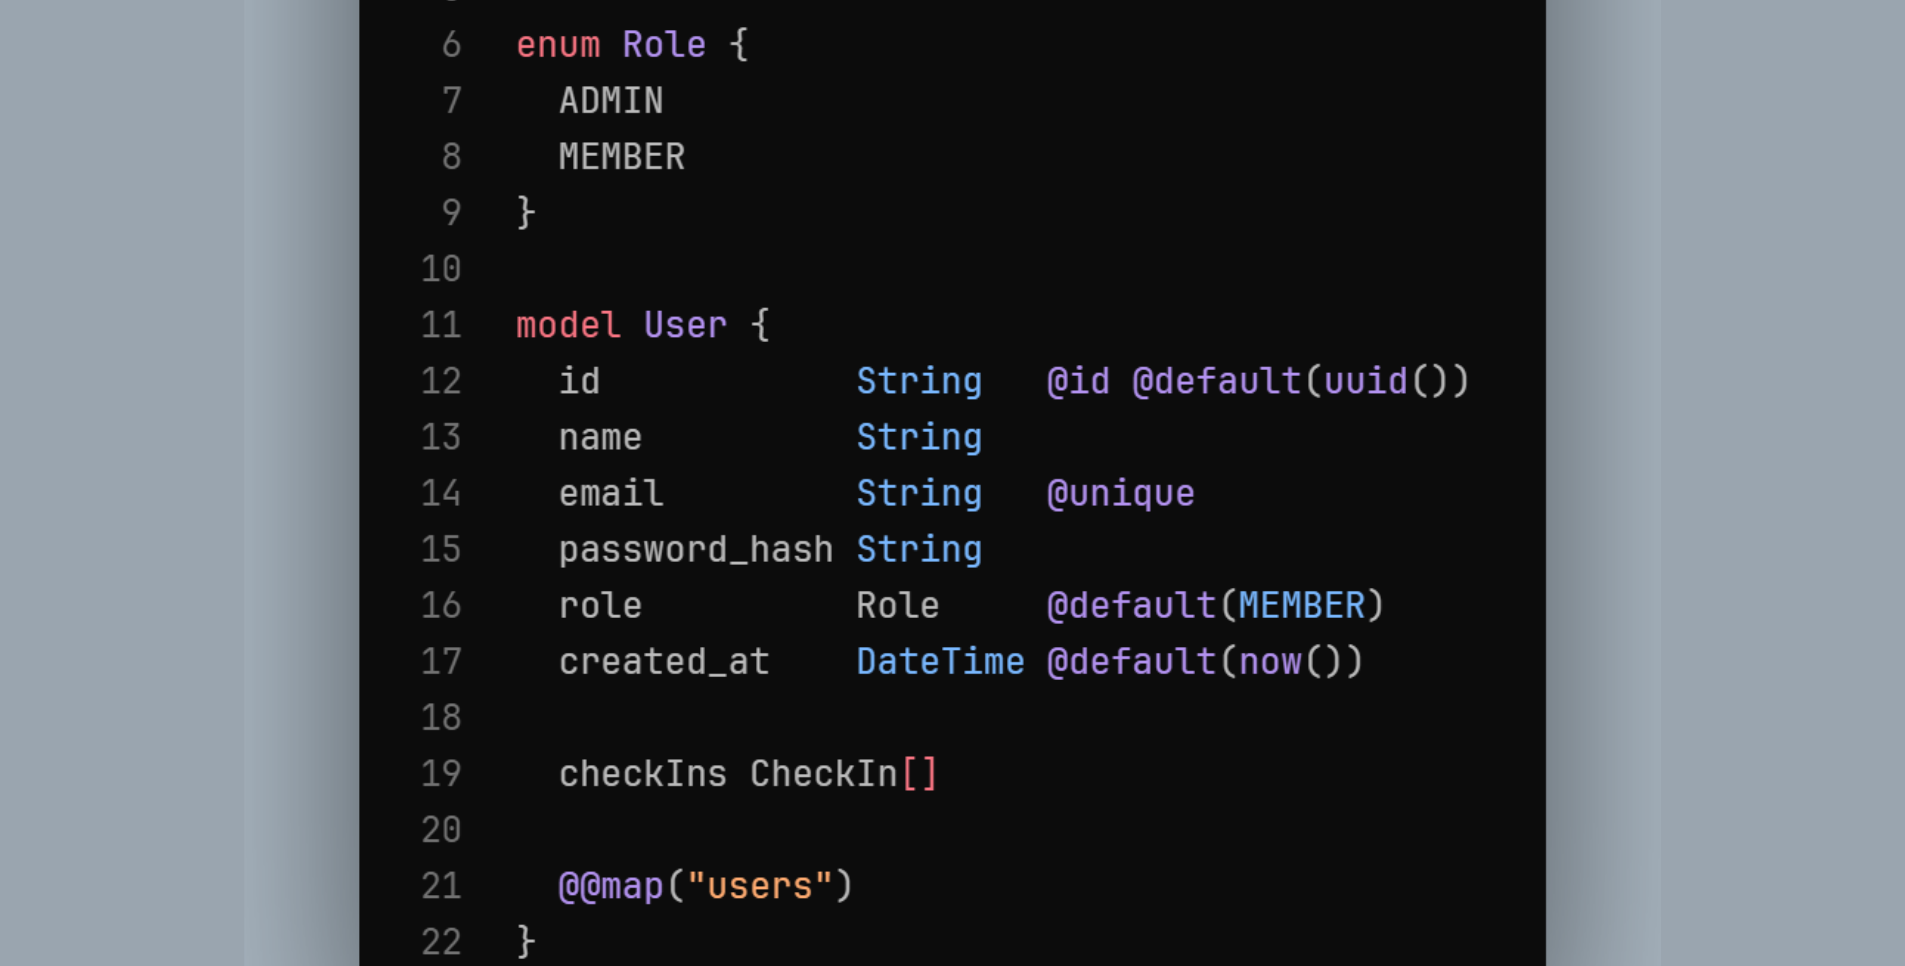 6 enum Role {
7   ADMIN
8   MEMBER
9 }
10
11 model User {
12   id            String   @id @default(uuid())
13   name          String
14   email         String   @unique
15   password_hash String
16   role          Role     @default(MEMBER)
17   created_at    DateTime @default(now())
18
19   checkIns CheckIn[]
20
21   @@map("users")
22 }